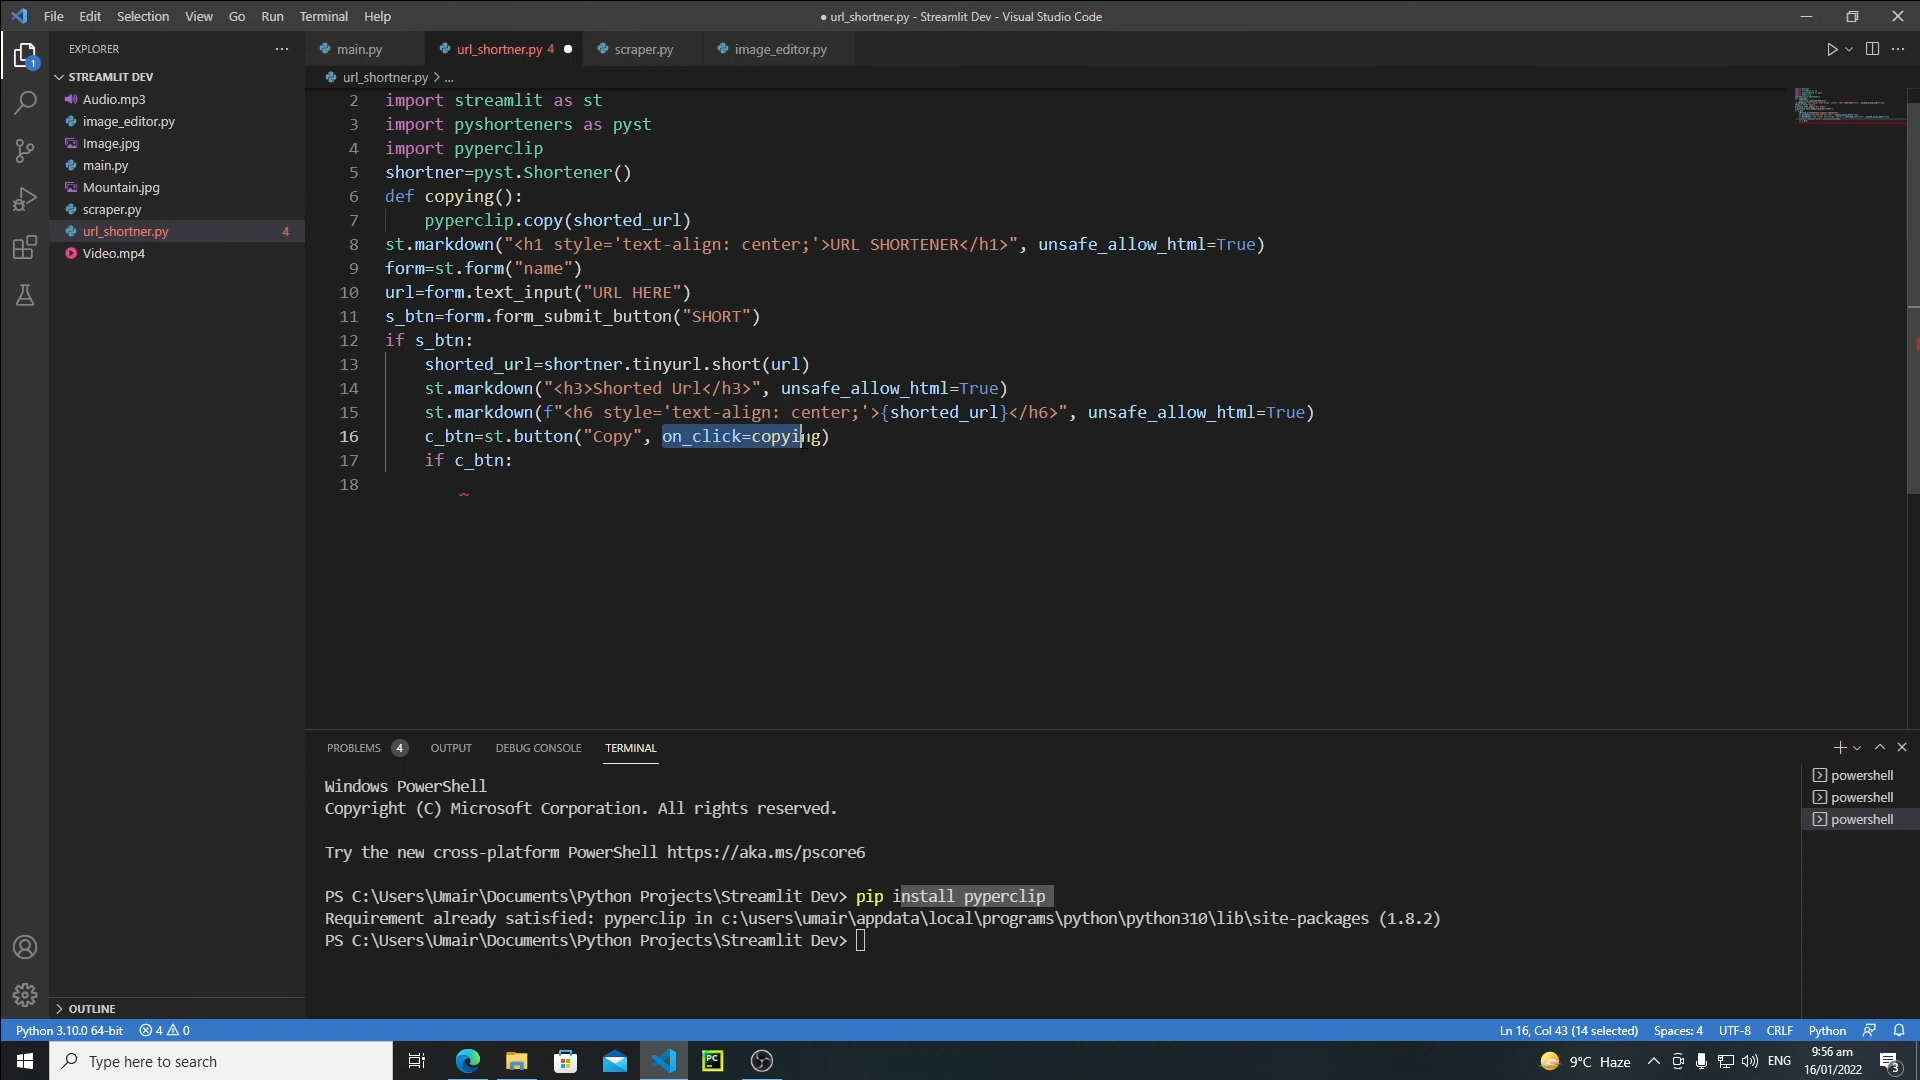 File Edit Selection View Go Run Terminal Help
● url_shortner.py - Streamlit Dev - Visual Studio Code
EXPLORER
STREAMLIT DEV
Audio.mp3
image_editor.py
Image.jpg
main.py
Mountain.jpg
scraper.py
url_shortner.py 4
Video.mp4
OUTLINE
1
main.py url_shortner.py 4 scraper.py image_editor.py
url_shortner.py > ...
2 import streamlit as st
3 import pyshorteners as pyst
4 import pyperclip
5 shortner=pyst.Shortener()
6 def copying():
7 pyperclip.copy(shorted_url)
8 st.markdown("<h1 style='text-align: center;'>URL SHORTENER</h1>", unsafe_allow_html=True)
9 form=st.form("name")
10 url=form.text_input("URL HERE")
11 s_btn=form.form_submit_button("SHORT")
12 if s_btn:
13 shorted_url=shortner.tinyurl.short(url)
14 st.markdown("<h3>Shorted Url</h3>", unsafe_allow_html=True)
15 st.markdown(f"<h6 style='text-align: center;'>{shorted_url}</h6>", unsafe_allow_html=True)
16 c_btn=st.button("Copy", on_click=copying)
17 if c_btn:
18
PROBLEMS 4 OUTPUT DEBUG CONSOLE TERMINAL
Windows PowerShell
Copyright (C) Microsoft Corporation. All rights reserved.
Try the new cross-platform PowerShell https://aka.ms/pscore6
PS C:\Users\Umair\Documents\Python Projects\Streamlit Dev> pip install pyperclip
Requirement already satisfied: pyperclip in c:\users\umair\appdata\local\programs\python\python310\lib\site-packages (1.8.2)
PS C:\Users\Umair\Documents\Python Projects\Streamlit Dev>
powershell
powershell
powershell
Python 3.10.0 64-bit 4 0
Ln 16, Col 43 (14 selected) Spaces: 4 UTF-8 CRLF Python
Type here to search
PC
9°C Haze ENG
9:56 am
16/01/2022
3